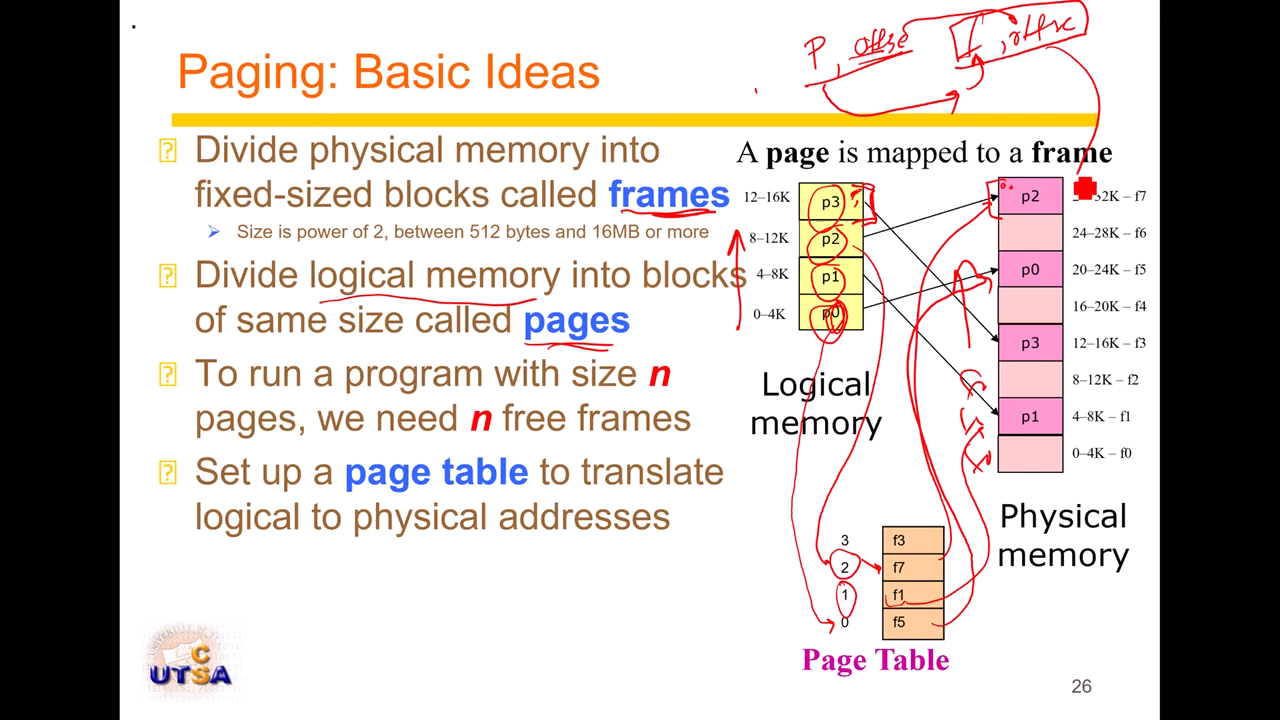 Paging: Basic Ideas
P, offse f, offse
Divide physical memory into
fixed-sized blocks called frames
Size is power of 2, between 512 bytes and 16MB or more
Divide logical memory into blocks
of same size called pages
To run a program with size n
pages, we need n free frames
Set up a page table to translate
logical to physical addresses
A page is mapped to a frame
12–16K p3
8–12K p2
4–8K p1
0–4K p0
Logical
memory
p2 32K – f7
24–28K – f6
p0 20–24K – f5
16–20K – f4
p3 12–16K – f3
8–12K – f2
p1 4–8K – f1
0–4K – f0
Physical
memory
3 f3
2 f7
1 f1
0 f5
Page Table
UTSA
CS
26